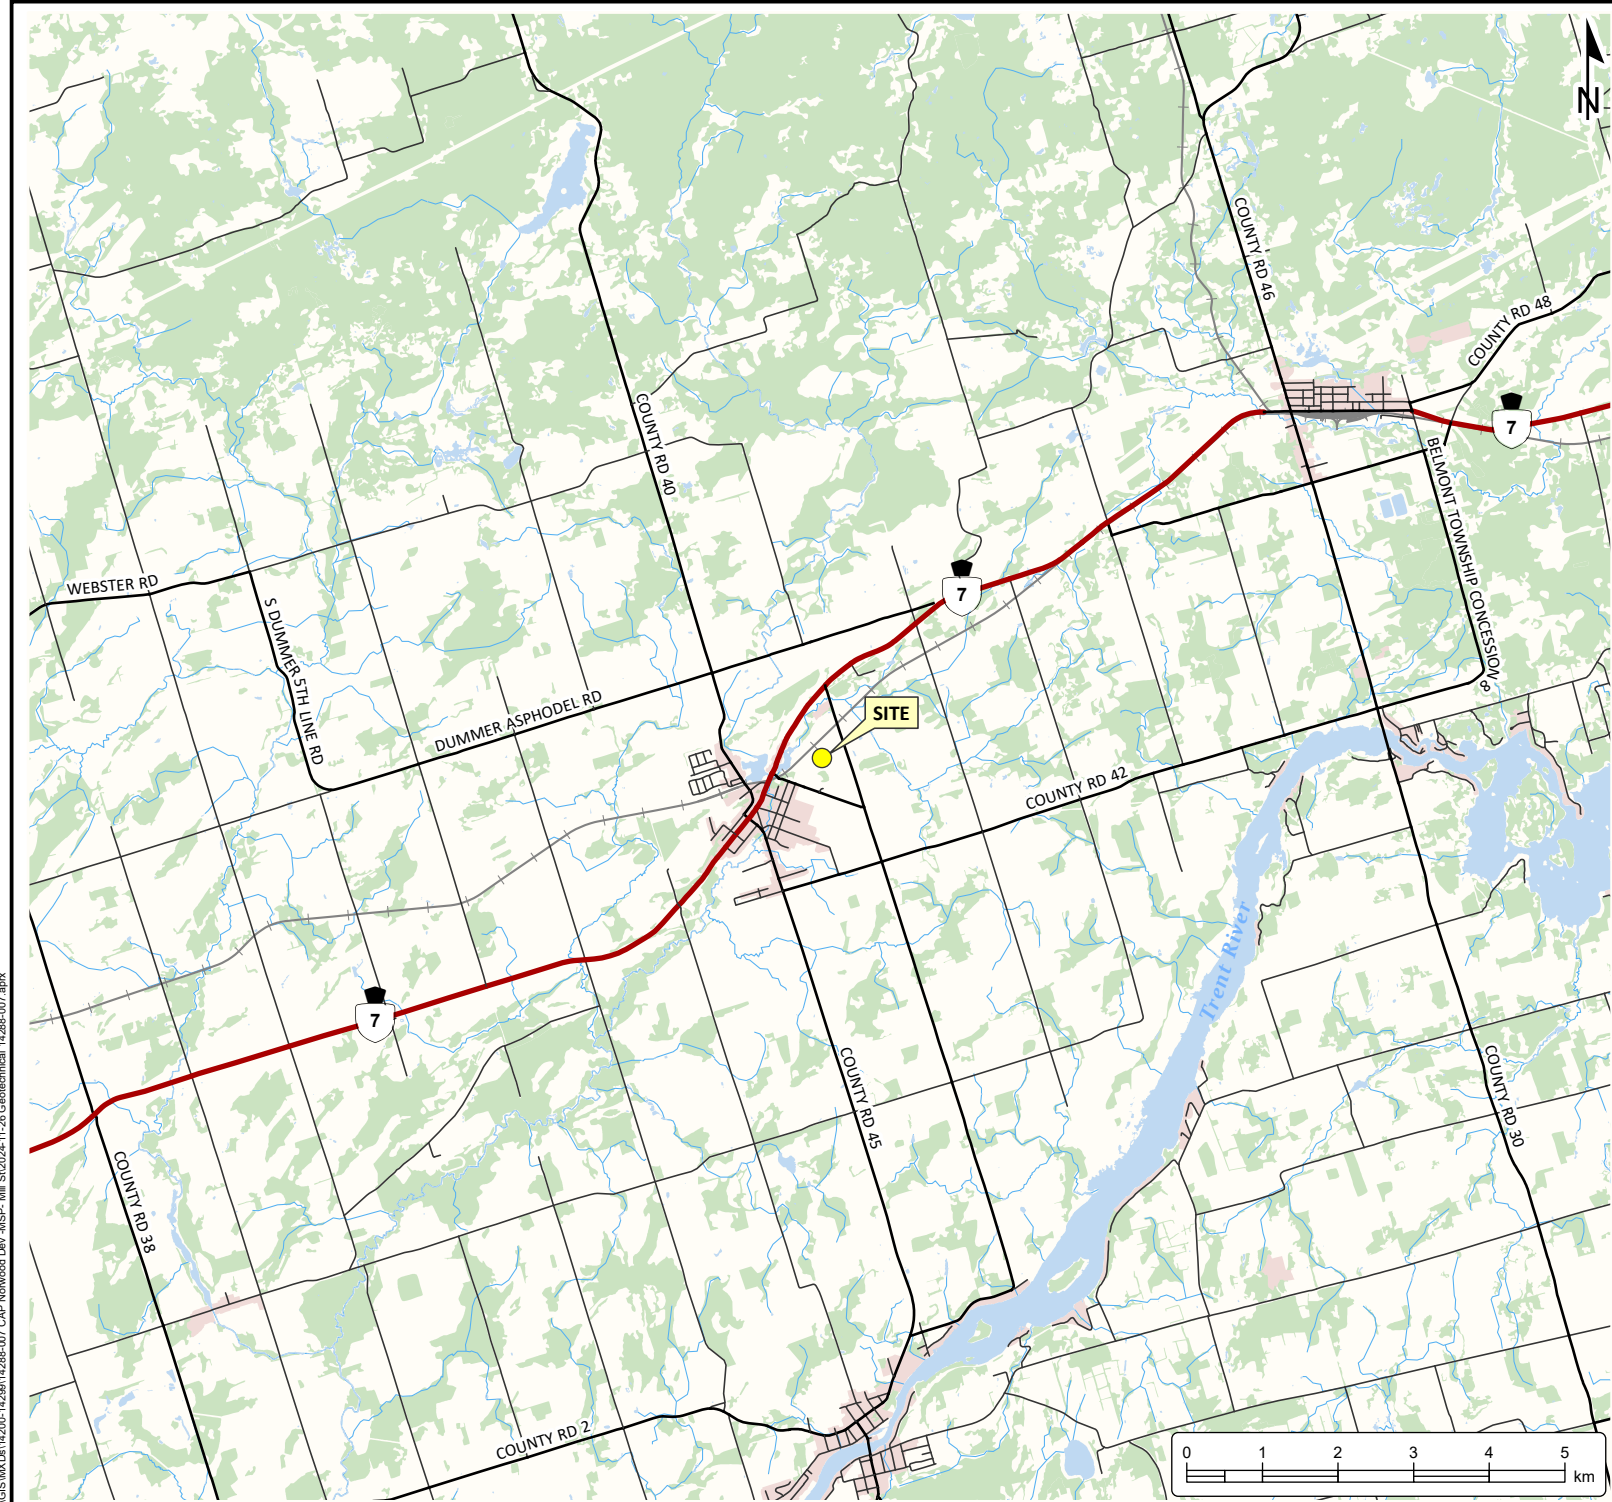 N
COUNTY RD 46
COUNTY RD 48
7
COUNTY RD 40
BELMONT TOWNSHIP CONCESSION 8
WEBSTER RD
7
S DUMMER 5TH LINE RD
DUMMER ASPHODEL RD
SITE
COUNTY RD 42
Trent River
7
COUNTY RD 45
COUNTY RD 30
COUNTY RD 38
COUNTY RD 2
0 1 2 3 4 5
km